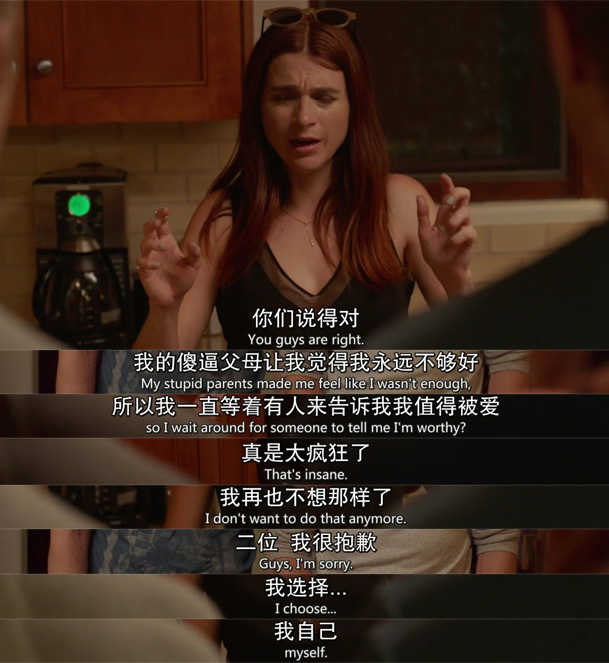 你们说得对
You guys are right.
我的傻逼父母让我觉得我永远不够好
My stupid parents made me feel like I wasn't enough,
所以我一直等着有人来告诉我我值得被爱
so I wait around for someone to tell me I'm worthy?
真是太疯狂了
That's insane.
我再也不想那样了
I don't want to do that anymore.
二位 我很抱歉
Guys, I'm sorry.
我选择...
I choose...
我自己
myself.